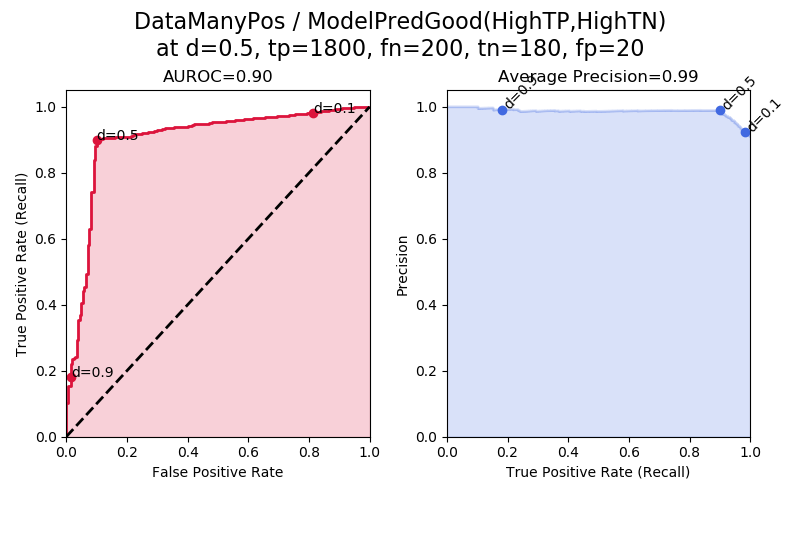 DataManyPos / ModelPredGood(HighTP,HighTN)
at d=0.5, tp=1800, fn=200, tn=180, fp=20
AUROC=0.90
1.0
0.8
0.6
0.4
0.2
0.0
True Positive Rate (Recall)
d=0.1
d=0.5
d=0.9
0.0 0.2 0.4 0.6 0.8 1.0
False Positive Rate
Average Precision=0.99
1.0
0.8
0.6
0.4
0.2
0.0
Precision
d=0.9
d=0.5
d=0.1
0.0 0.2 0.4 0.6 0.8 1.0
True Positive Rate (Recall)